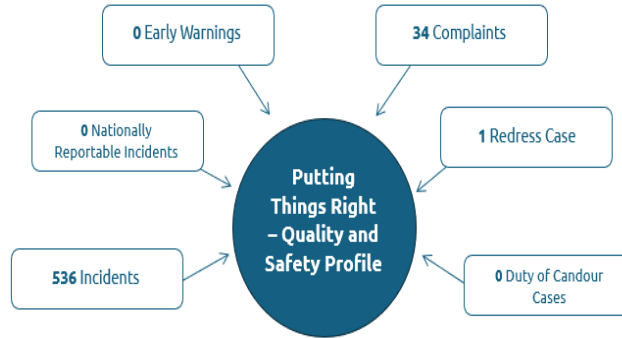 0 Early Warnings
34 Complaints
0 Nationally
Reportable Incidents
1 Redress Case
Putting
Things Right
– Quality and
Safety Profile
536 Incidents
0 Duty of Candour
Cases